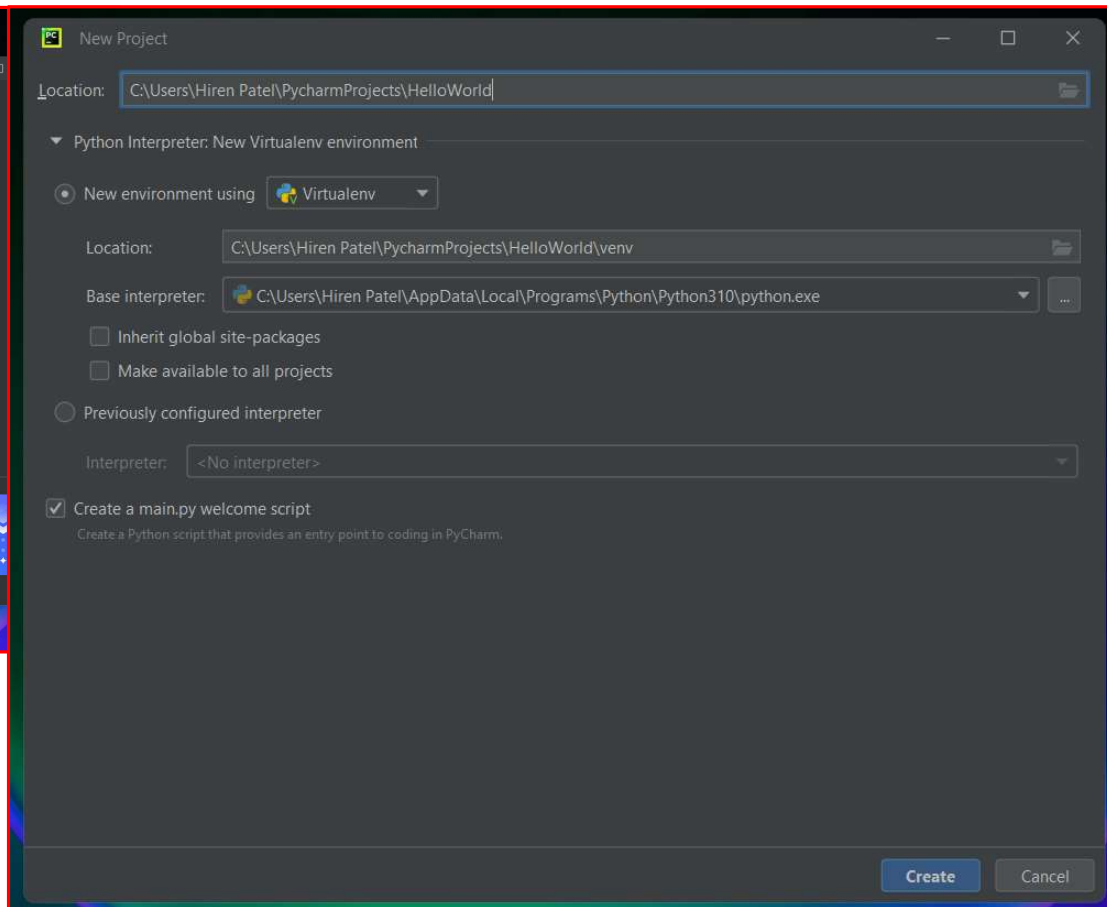 PC
New Project
Location: C:\Users\Hiren Patel\PycharmProjects\HelloWorld
Python Interpreter: New Virtualenv environment
New environment using Virtualenv
Location: C:\Users\Hiren Patel\PycharmProjects\HelloWorld\venv
Base interpreter: C:\Users\Hiren Patel\AppData\Local\Programs\Python\Python310\python.exe ...
Inherit global site-packages
Make available to all projects
Previously configured interpreter
Interpreter: <No interpreter>
Create a main.py welcome script
Create a Python script that provides an entry point to coding in PyCharm.
Create Cancel